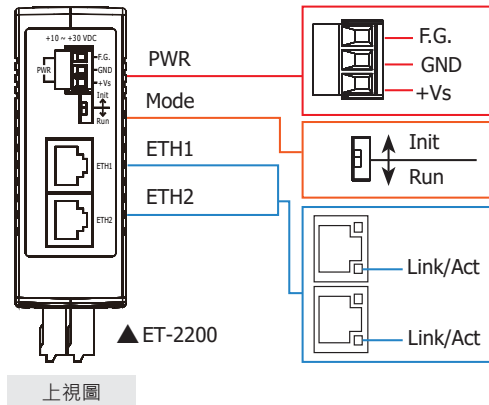 +10 ~ +30 VDC
PWR
F.G.
GND
+Vs
Init
Run
ETH1
ETH2
PWR
Mode
ETH1
ETH2
F.G.
GND
+Vs
Init
Run
Link/Act
Link/Act
▲ET-2200
上視圖